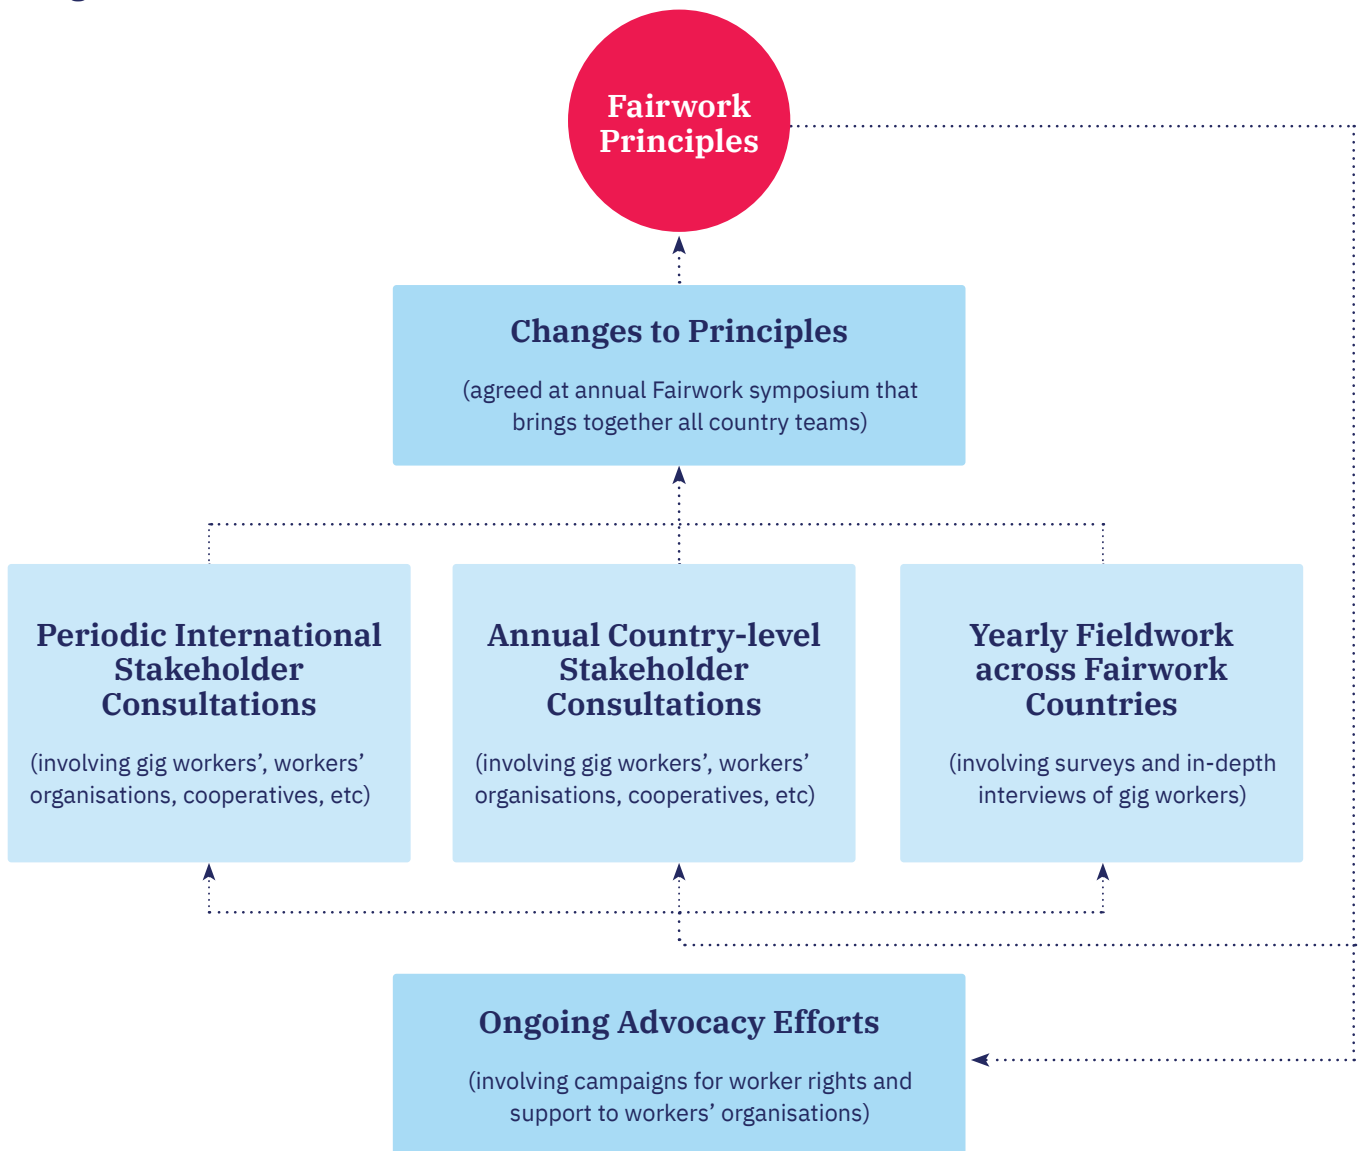 Fairwork
Principles
Changes to Principles
(agreed at annual Fairwork symposium that
brings together all country teams)
Periodic International
Stakeholder
Consultations
(involving gig workers’, workers’
organisations, cooperatives, etc)
Annual Country-level
Stakeholder
Consultations
(involving gig workers’, workers’
organisations, cooperatives, etc)
Yearly Fieldwork
across Fairwork
Countries
(involving surveys and in-depth
interviews of gig workers)
Ongoing Advocacy Efforts
(involving campaigns for worker rights and
support to workers’ organisations)